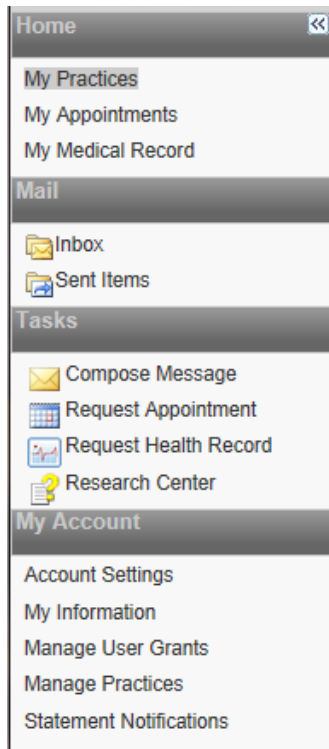 Home
My Practices
My Appointments
My Medical Record
Mail
Inbox
Sent Items
Tasks
Compose Message
Request Appointment
Request Health Record
Research Center
My Account
Account Settings
My Information
Manage User Grants
Manage Practices
Statement Notifications